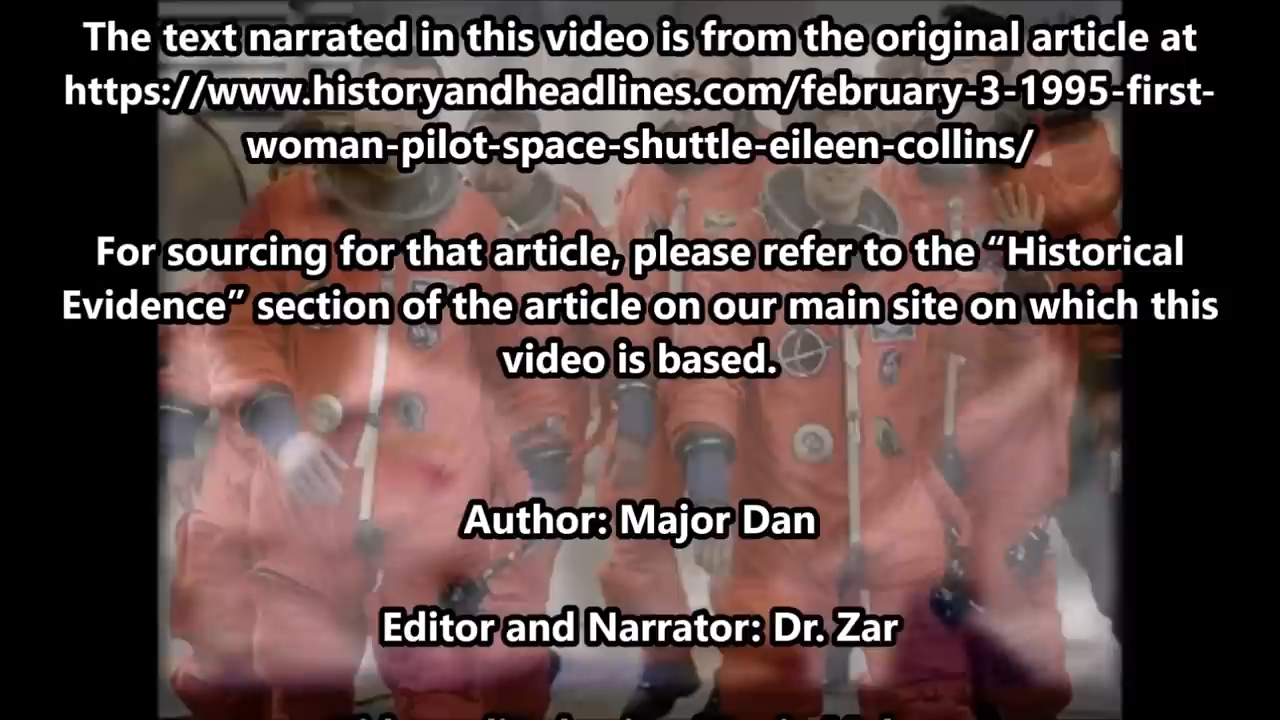 The text narrated in this video is from the original article at
https://www.historyandheadlines.com/february-3-1995-first-
woman-pilot-space-shuttle-eileen-collins/
For sourcing for that article, please refer to the “Historical
Evidence” section of the article on our main site on which this
video is based.
Author: Major Dan
Editor and Narrator: Dr. Zar